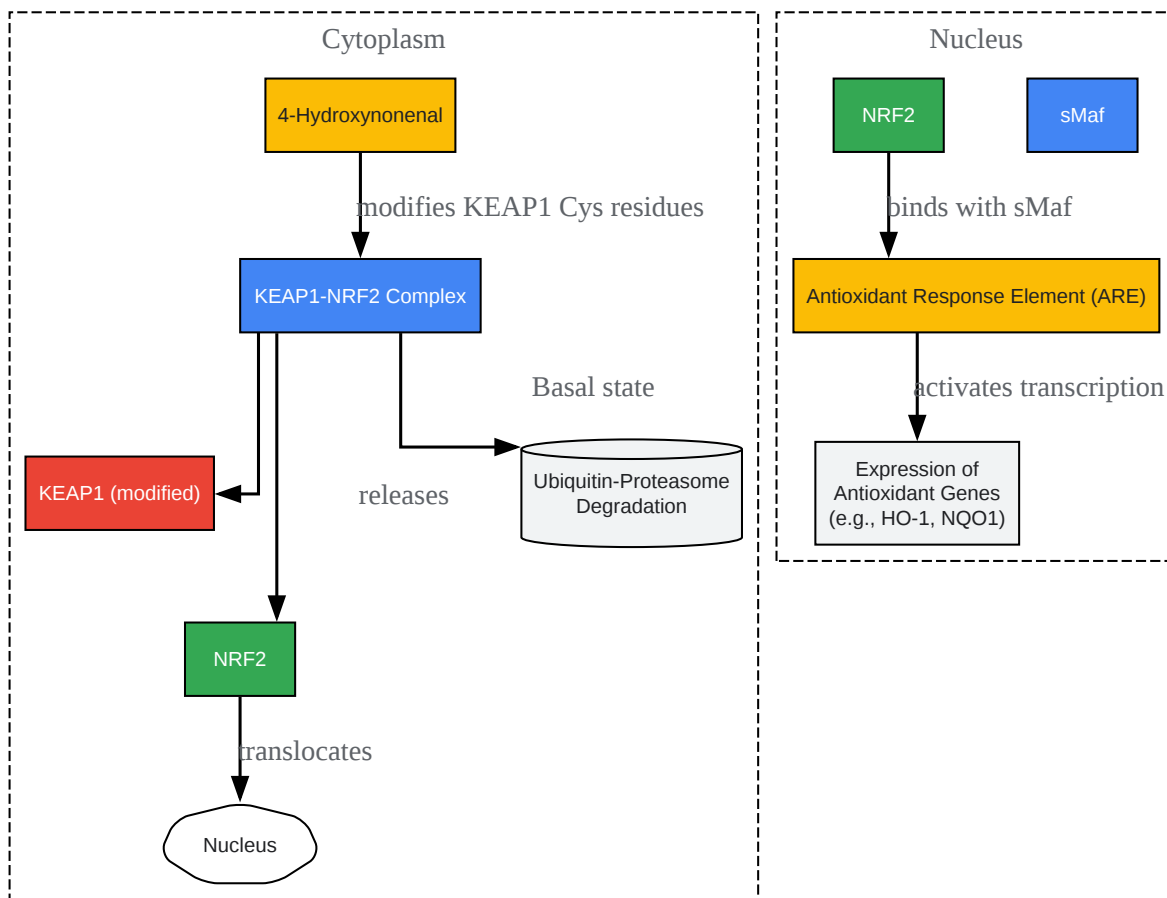 Cytoplasm
4-Hydroxynonenal
modifies KEAP1 Cys residues
KEAP1-NRF2 Complex
Basal state
KEAP1 (modified)
releases
Ubiquitin-Proteasome
Degradation
NRF2
translocates
Nucleus
Nucleus
NRF2
sMaf
binds with sMaf
Antioxidant Response Element (ARE)
activates transcription
Expression of
Antioxidant Genes
(e.g., HO-1, NQO1)